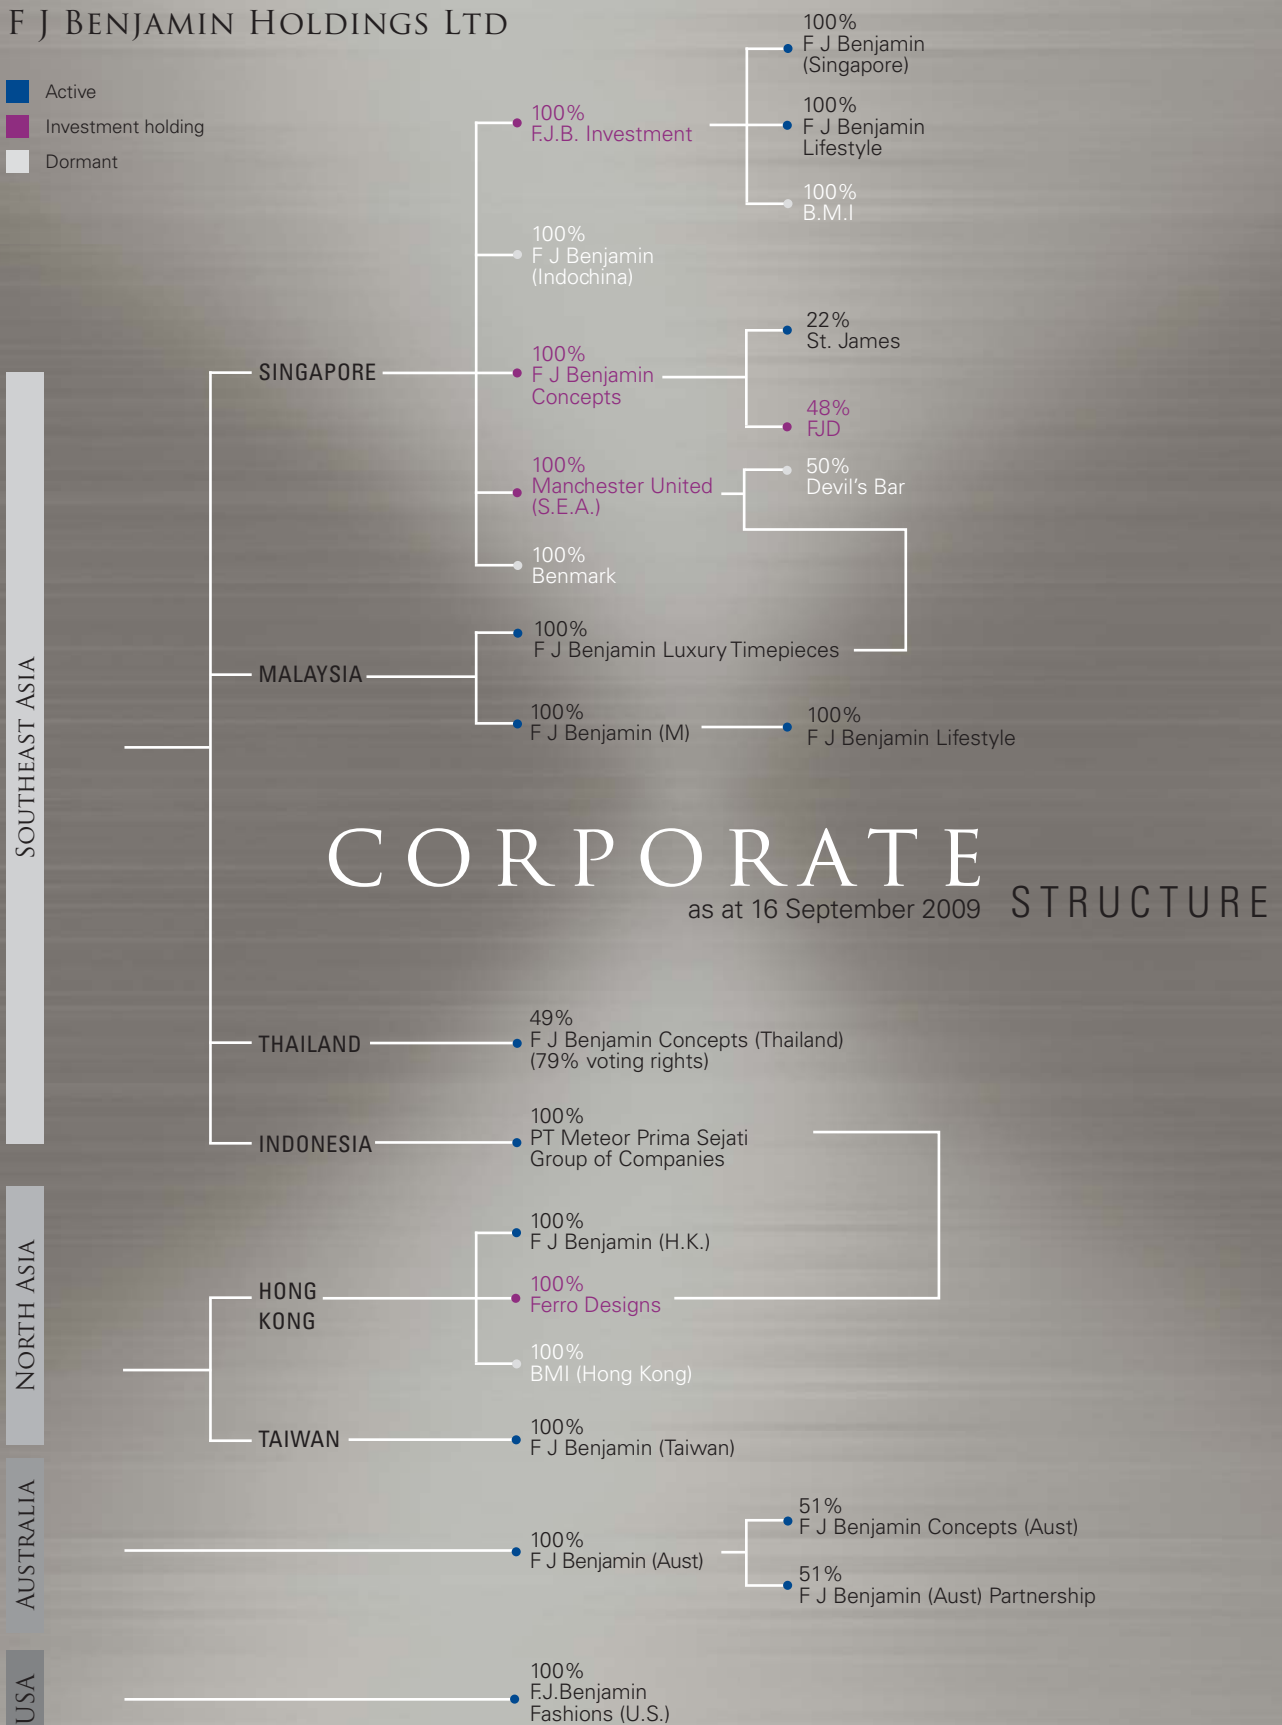 F J BENJAMIN HOLDINGS LTD
Active
Investment holding
Dormant
SOUTHEAST ASIA
SINGAPORE
100%
F.J.B. Investment
100%
F J Benjamin
(Singapore)
100%
F J Benjamin
Lifestyle
100%
B.M.I
100%
F J Benjamin
(Indochina)
100%
F J Benjamin
Concepts
22%
St. James
48%
FJD
100%
Manchester United
(S.E.A.)
50%
Devil's Bar
100%
Benmark
MALAYSIA
100%
F J Benjamin Luxury Timepieces
100%
F J Benjamin (M)
100%
F J Benjamin Lifestyle
CORPORATE
as at 16 September 2009 STRUCTURE
THAILAND
49%
F J Benjamin Concepts (Thailand)
(79% voting rights)
INDONESIA
100%
PT Meteor Prima Sejati
Group of Companies
NORTH ASIA
HONG
KONG
100%
F J Benjamin (H.K.)
100%
Ferro Designs
100%
BMI (Hong Kong)
TAIWAN
100%
F J Benjamin (Taiwan)
AUSTRALIA
100%
F J Benjamin (Aust)
51%
F J Benjamin Concepts (Aust)
51%
F J Benjamin (Aust) Partnership
USA
100%
F.J.Benjamin
Fashions (U.S.)